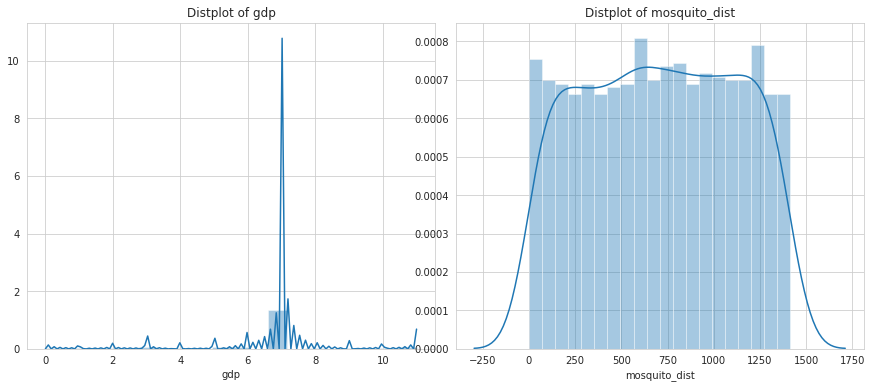 Distplot of gdp
10
8
6
4
2
0
0 2 4 6 8 10
gdp
Distplot of mosquito_dist
0.0008
0.0007
0.0006
0.0005
0.0004
0.0003
0.0002
0.0001
0.0000
−250 0 250 500 750 1000 1250 1500 1750
mosquito_dist